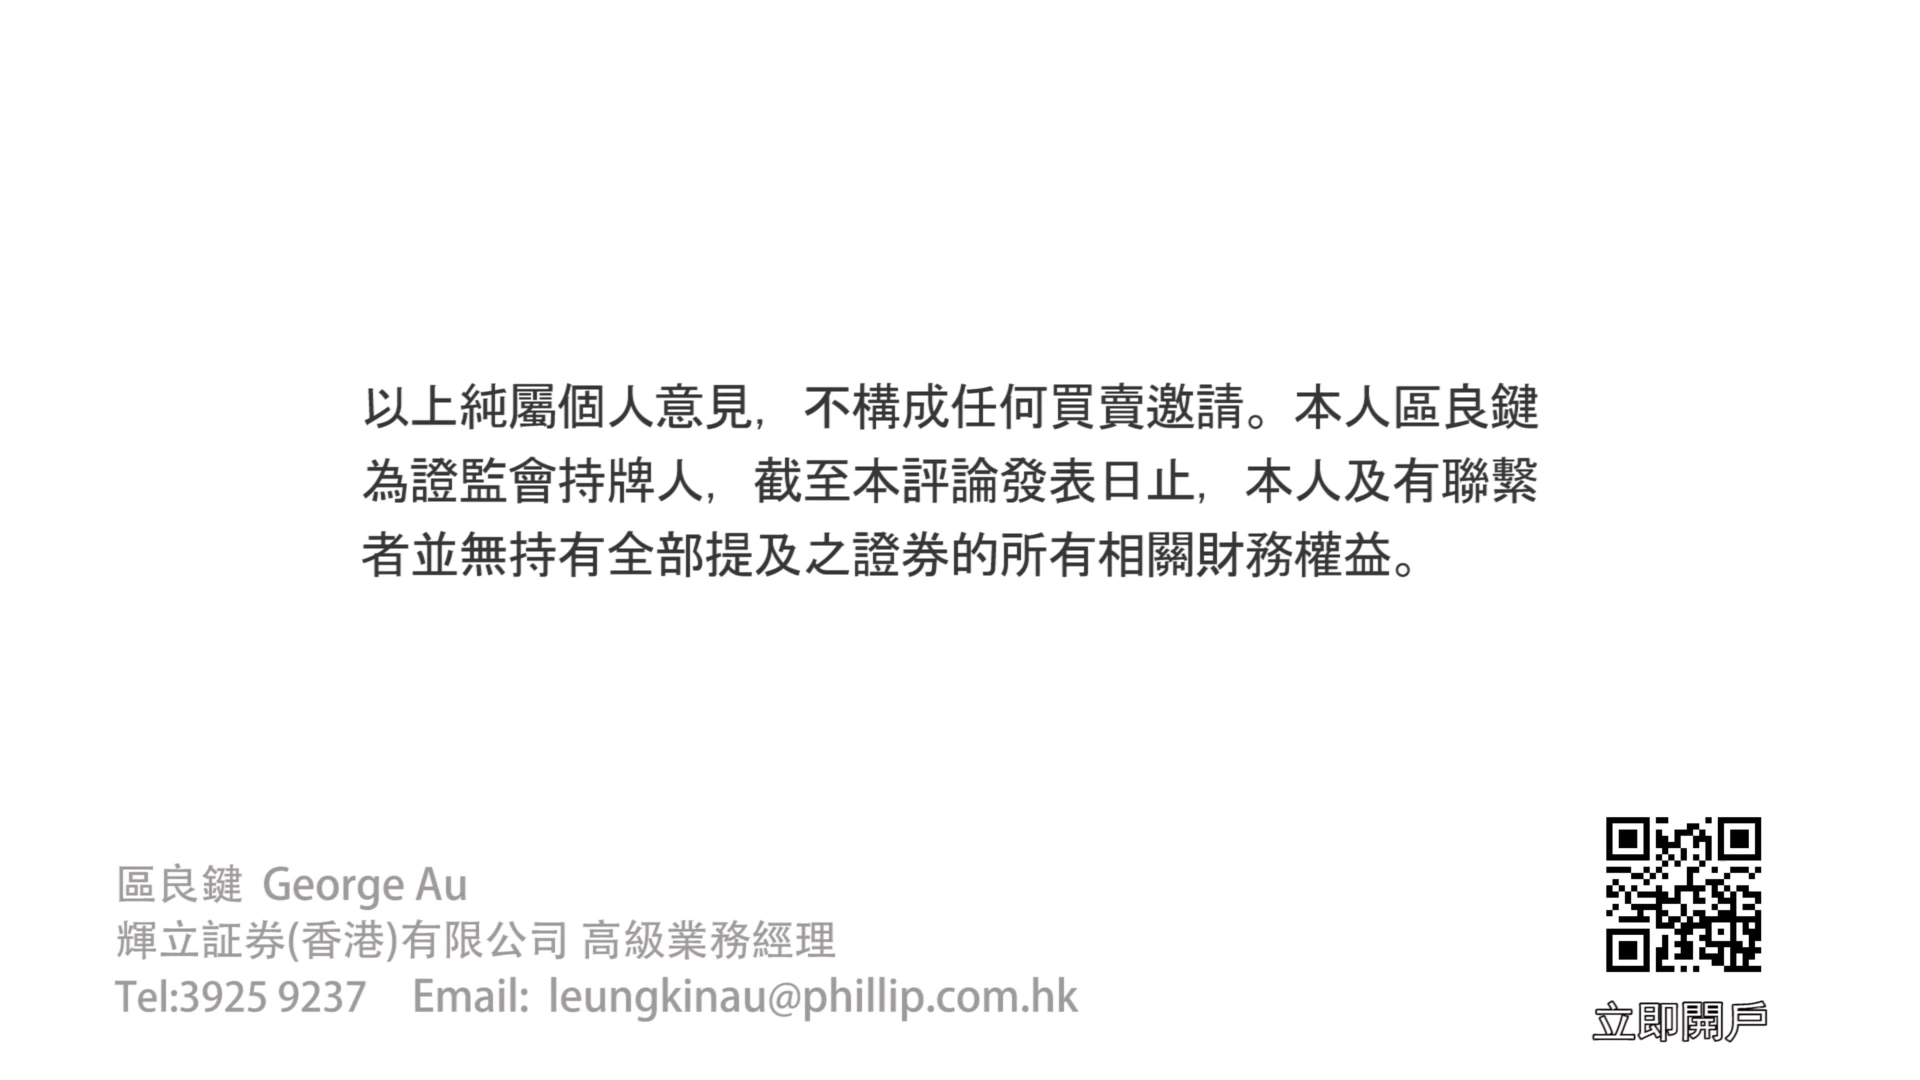 以上純屬個人意見，不構成任何買賣邀請。本人區良鍵
為證監會持牌人，截至本評論發表日止，本人及有聯繫
者並無持有全部提及之證券的所有相關財務權益。
區良鍵 George Au
輝立証券(香港)有限公司 高級業務經理
Tel:3925 9237 Email: leungkinau@phillip.com.hk
立即開戶